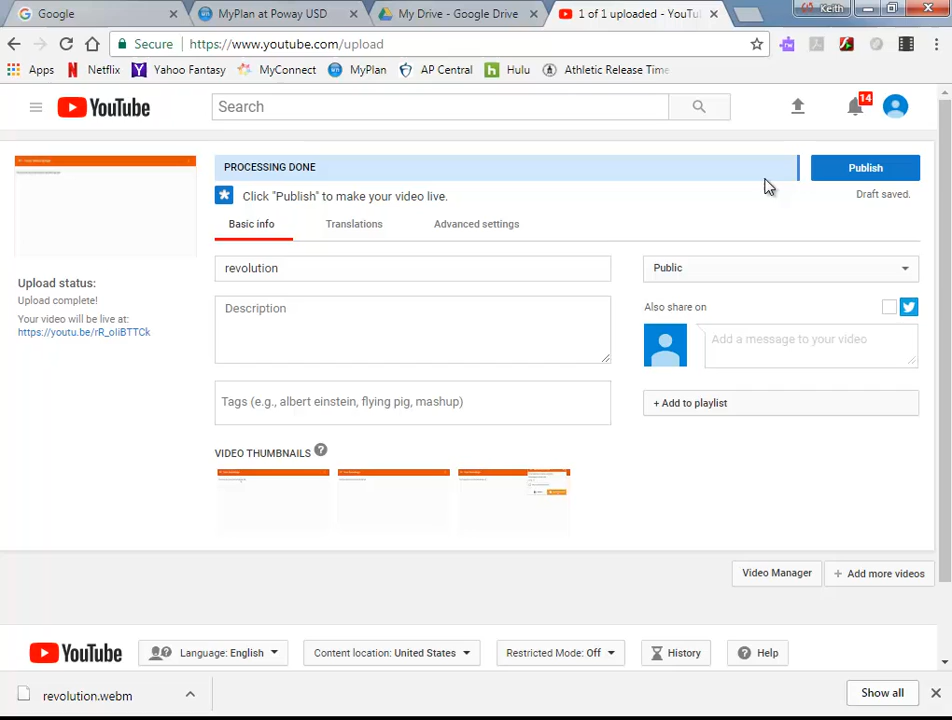 Google
MyPlan at Poway USD
My Drive - Google Drive
1 of 1 uploaded - YouTu
Keith
Secure
https://www.youtube.com/upload
Apps
Netflix
Yahoo Fantasy
MyConnect
MyPlan
AP Central
Hulu
Athletic Release Time
YouTube
Search
14
PROCESSING DONE
Publish
Click "Publish" to make your video live.
Draft saved.
Basic info
Translations
Advanced settings
revolution
Public
Upload status:
Upload complete!
Your video will be live at:
https://youtu.be/rR_oIiBTTCk
Description
Also share on
Add a message to your video
Tags (e.g., albert einstein, flying pig, mashup)
+ Add to playlist
VIDEO THUMBNAILS ?
Video Manager
+ Add more videos
YouTube
Language: English
Content location: United States
Restricted Mode: Off
History
Help
revolution.webm
Show all